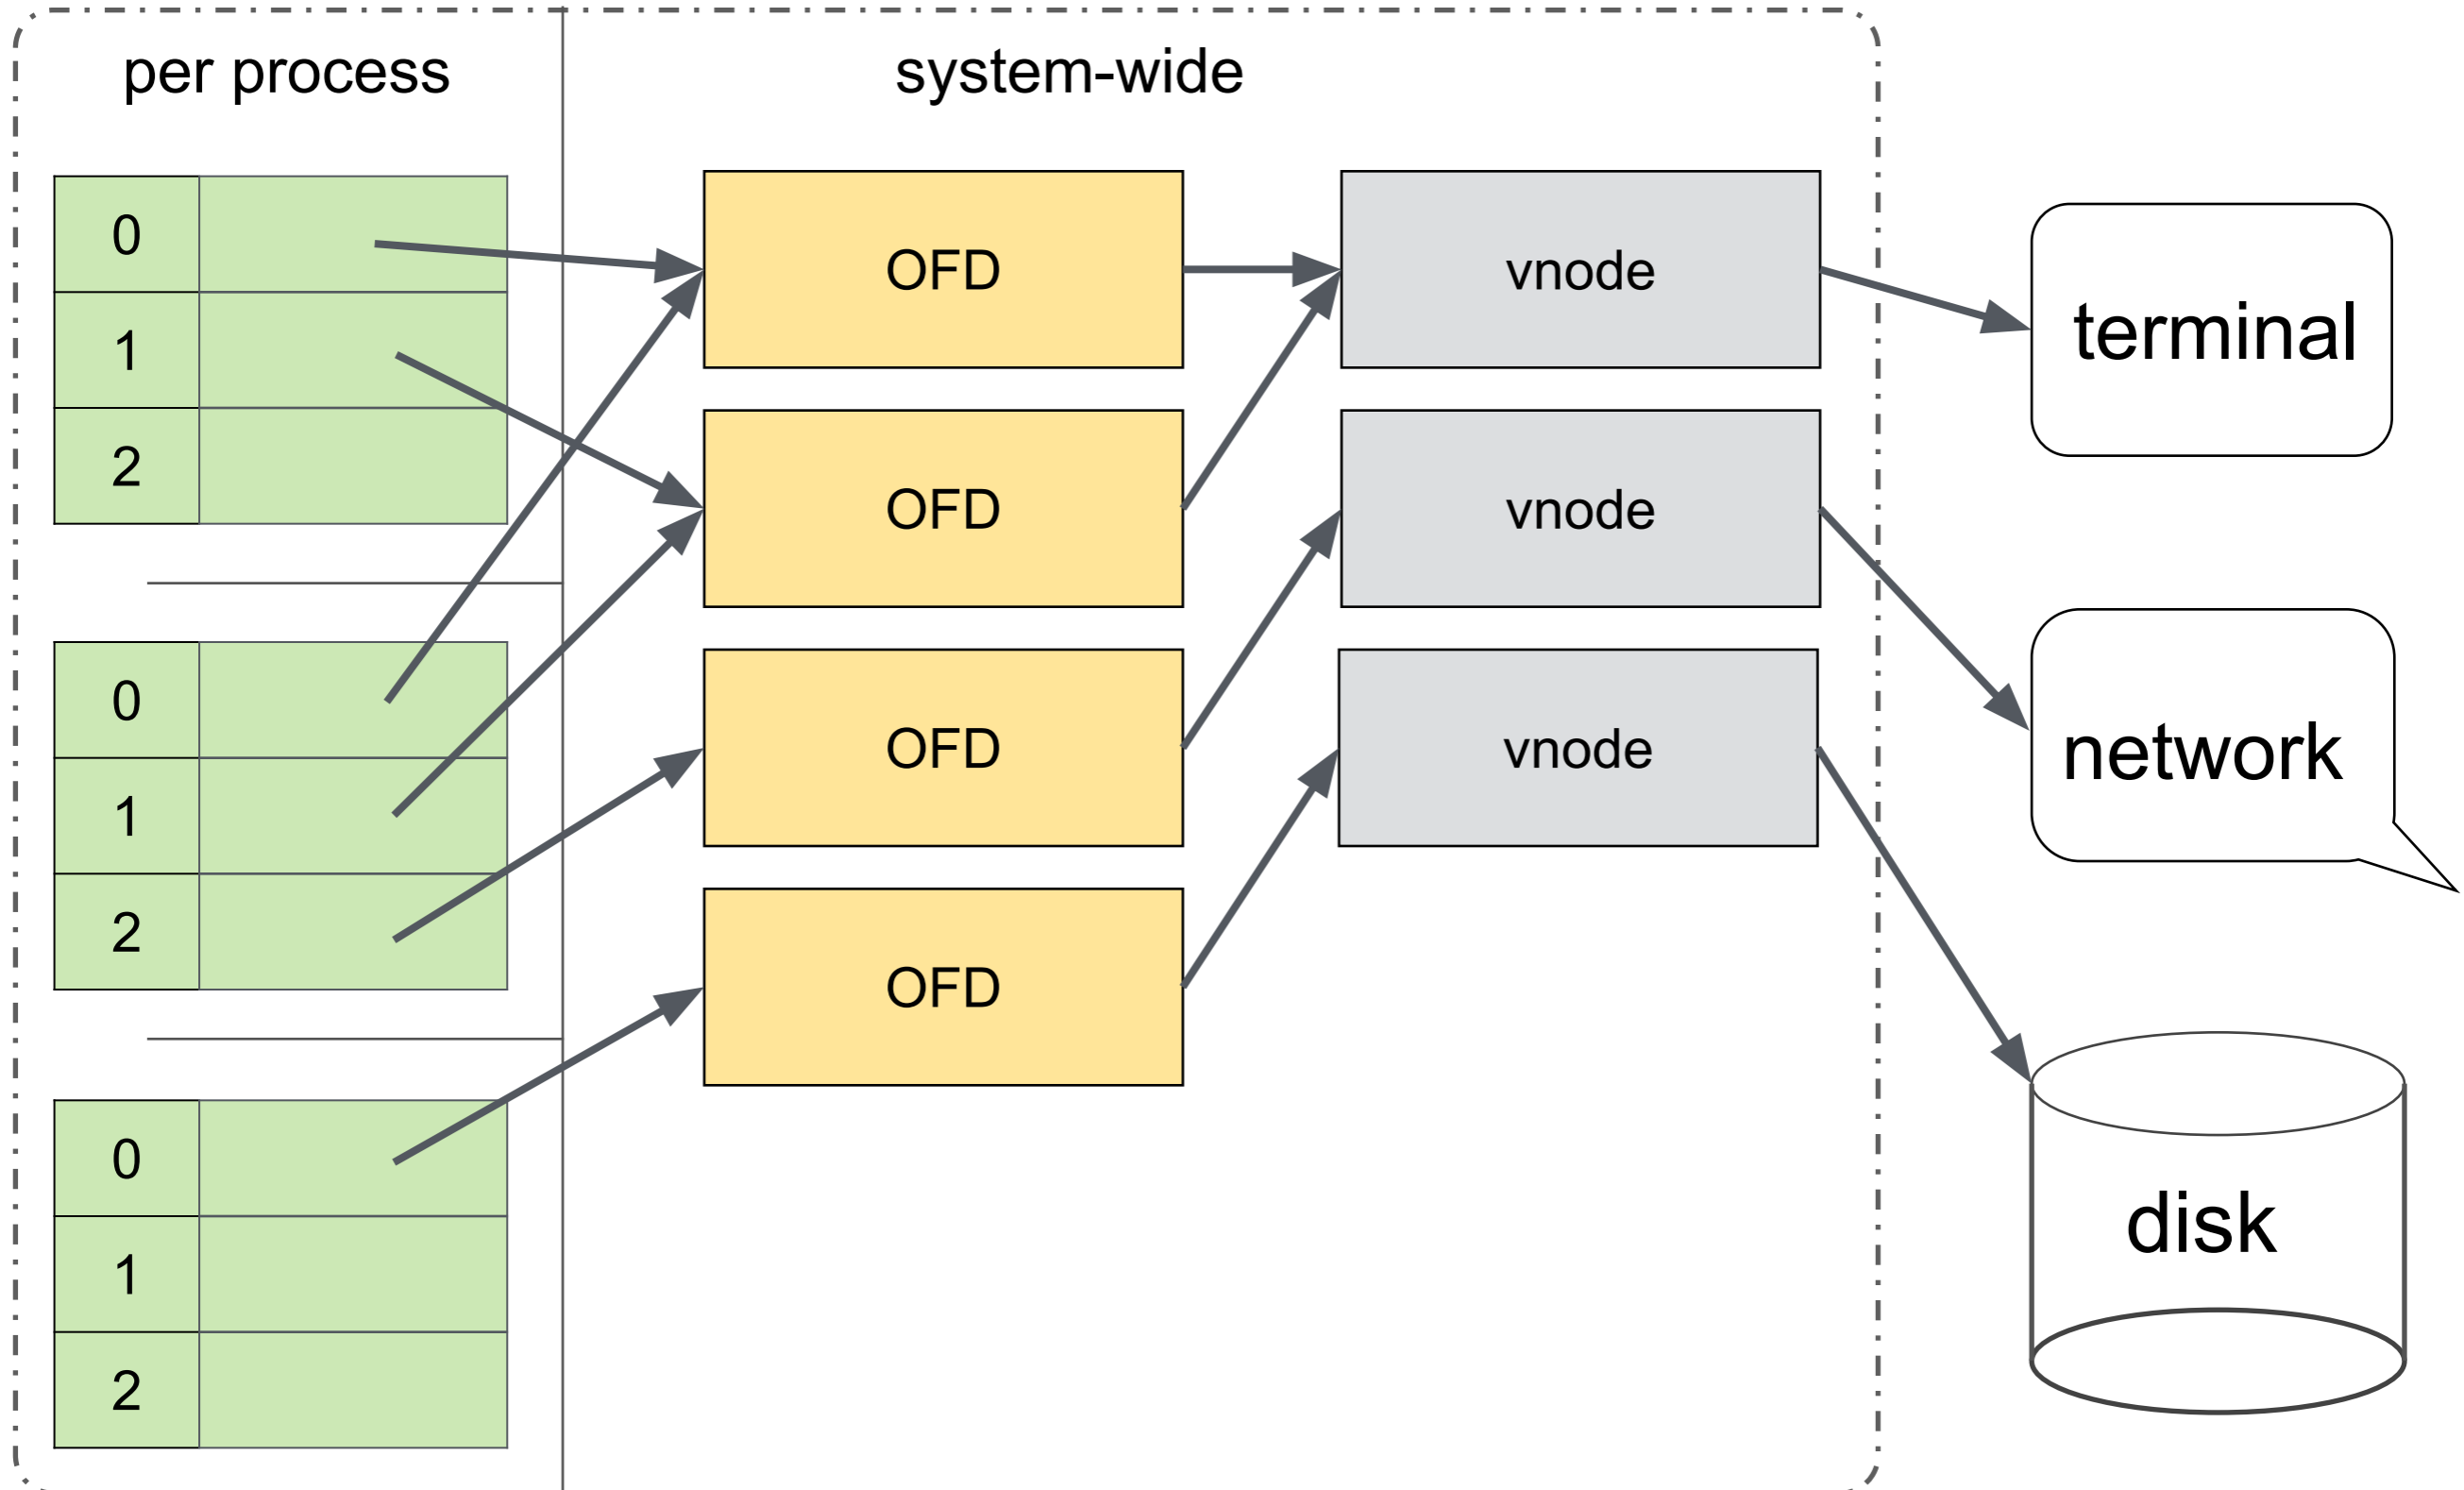 per process
system-wide
0
1
2
0
1
2
0
1
2
OFD
OFD
OFD
OFD
vnode
vnode
vnode
terminal
network
disk